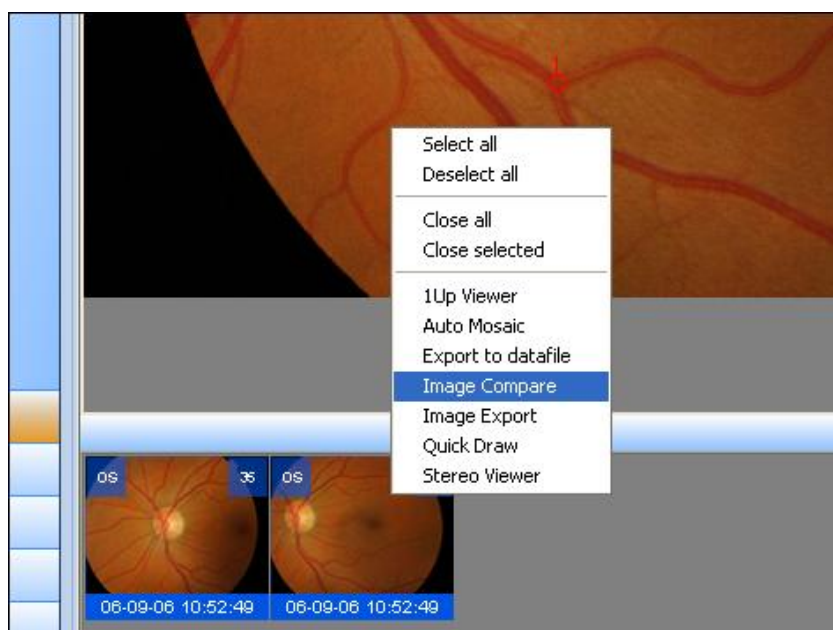 Select all
Deselect all
Close all
Close selected
1Up Viewer
Auto Mosaic
Export to datafile
Image Compare
Image Export
Quick Draw
Stereo Viewer
OS 35 OS
06-09-06 10:52:49 06-09-06 10:52:49